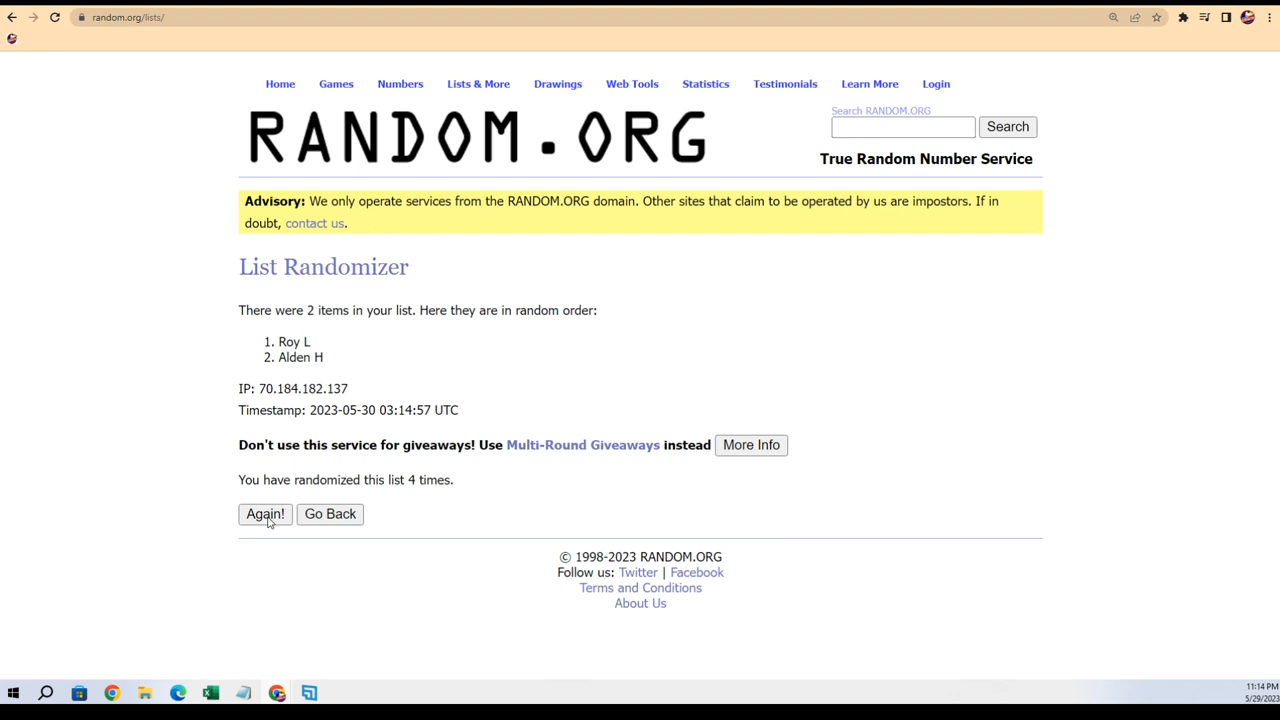 random.org/lists/
Home Games Numbers Lists & More Drawings Web Tools Statistics Testimonials Learn More Login
RANDOM.ORG
Search RANDOM.ORG
Search
True Random Number Service
Advisory: We only operate services from the RANDOM.ORG domain. Other sites that claim to be operated by us are impostors. If in
doubt, contact us.
List Randomizer
There were 2 items in your list. Here they are in random order:
1. Roy L
2. Alden H
IP: 70.184.182.137
Timestamp: 2023-05-30 03:14:57 UTC
Don't use this service for giveaways! Use Multi-Round Giveaways instead More Info
You have randomized this list 4 times.
Again! Go Back
© 1998-2023 RANDOM.ORG
Follow us: Twitter | Facebook
Terms and Conditions
About Us
11:14 PM
5/29/2023